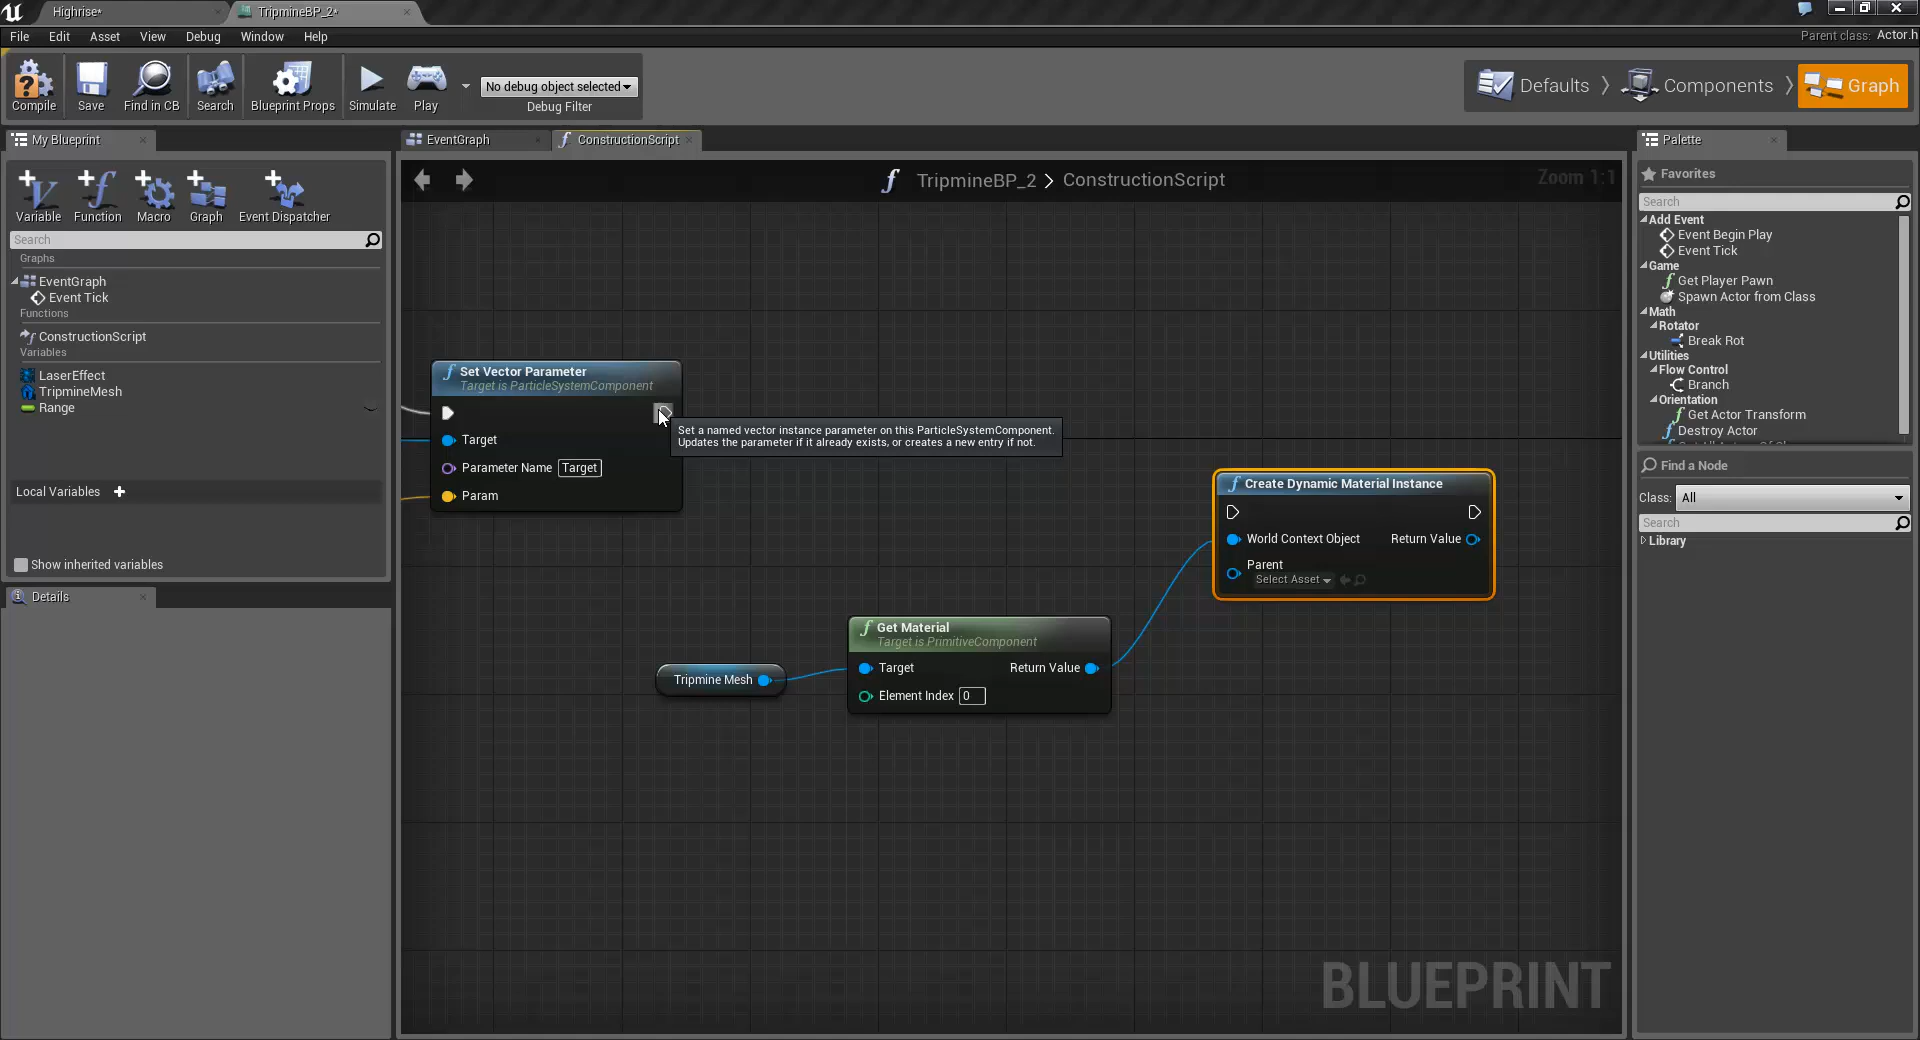 Highrise*
TripmineBP_2*
File Edit Asset View Debug Window Help
Parent class: Actor.h
Compile Save Find in CB Search Blueprint Props Simulate Play
No debug object selected
Debug Filter
Defaults Components Graph
My Blueprint
EventGraph
ConstructionScript
Palette
Variable Function Macro Graph Event Dispatcher
Search
Graphs
EventGraph
Event Tick
Functions
ConstructionScript
Variables
LaserEffect
TripmineMesh
Range
Local Variables
Show inherited variables
Details
TripmineBP_2 > ConstructionScript
Zoom 1:1
Set Vector Parameter
Target is ParticleSystemComponent
Target
Parameter Name Target
Param
Set a named vector instance parameter on this ParticleSystemComponent.
Updates the parameter if it already exists, or creates a new entry if not.
Create Dynamic Material Instance
World Context Object Return Value
Parent
Select Asset
Get Material
Target is PrimitiveComponent
Target Return Value
Element Index 0
Tripmine Mesh
BLUEPRINT
Favorites
Search
Add Event
Event Begin Play
Event Tick
Game
Get Player Pawn
Spawn Actor from Class
Math
Rotator
Break Rot
Utilities
Flow Control
Branch
Orientation
Get Actor Transform
Destroy Actor
Find a Node
Class: All
Search
Library